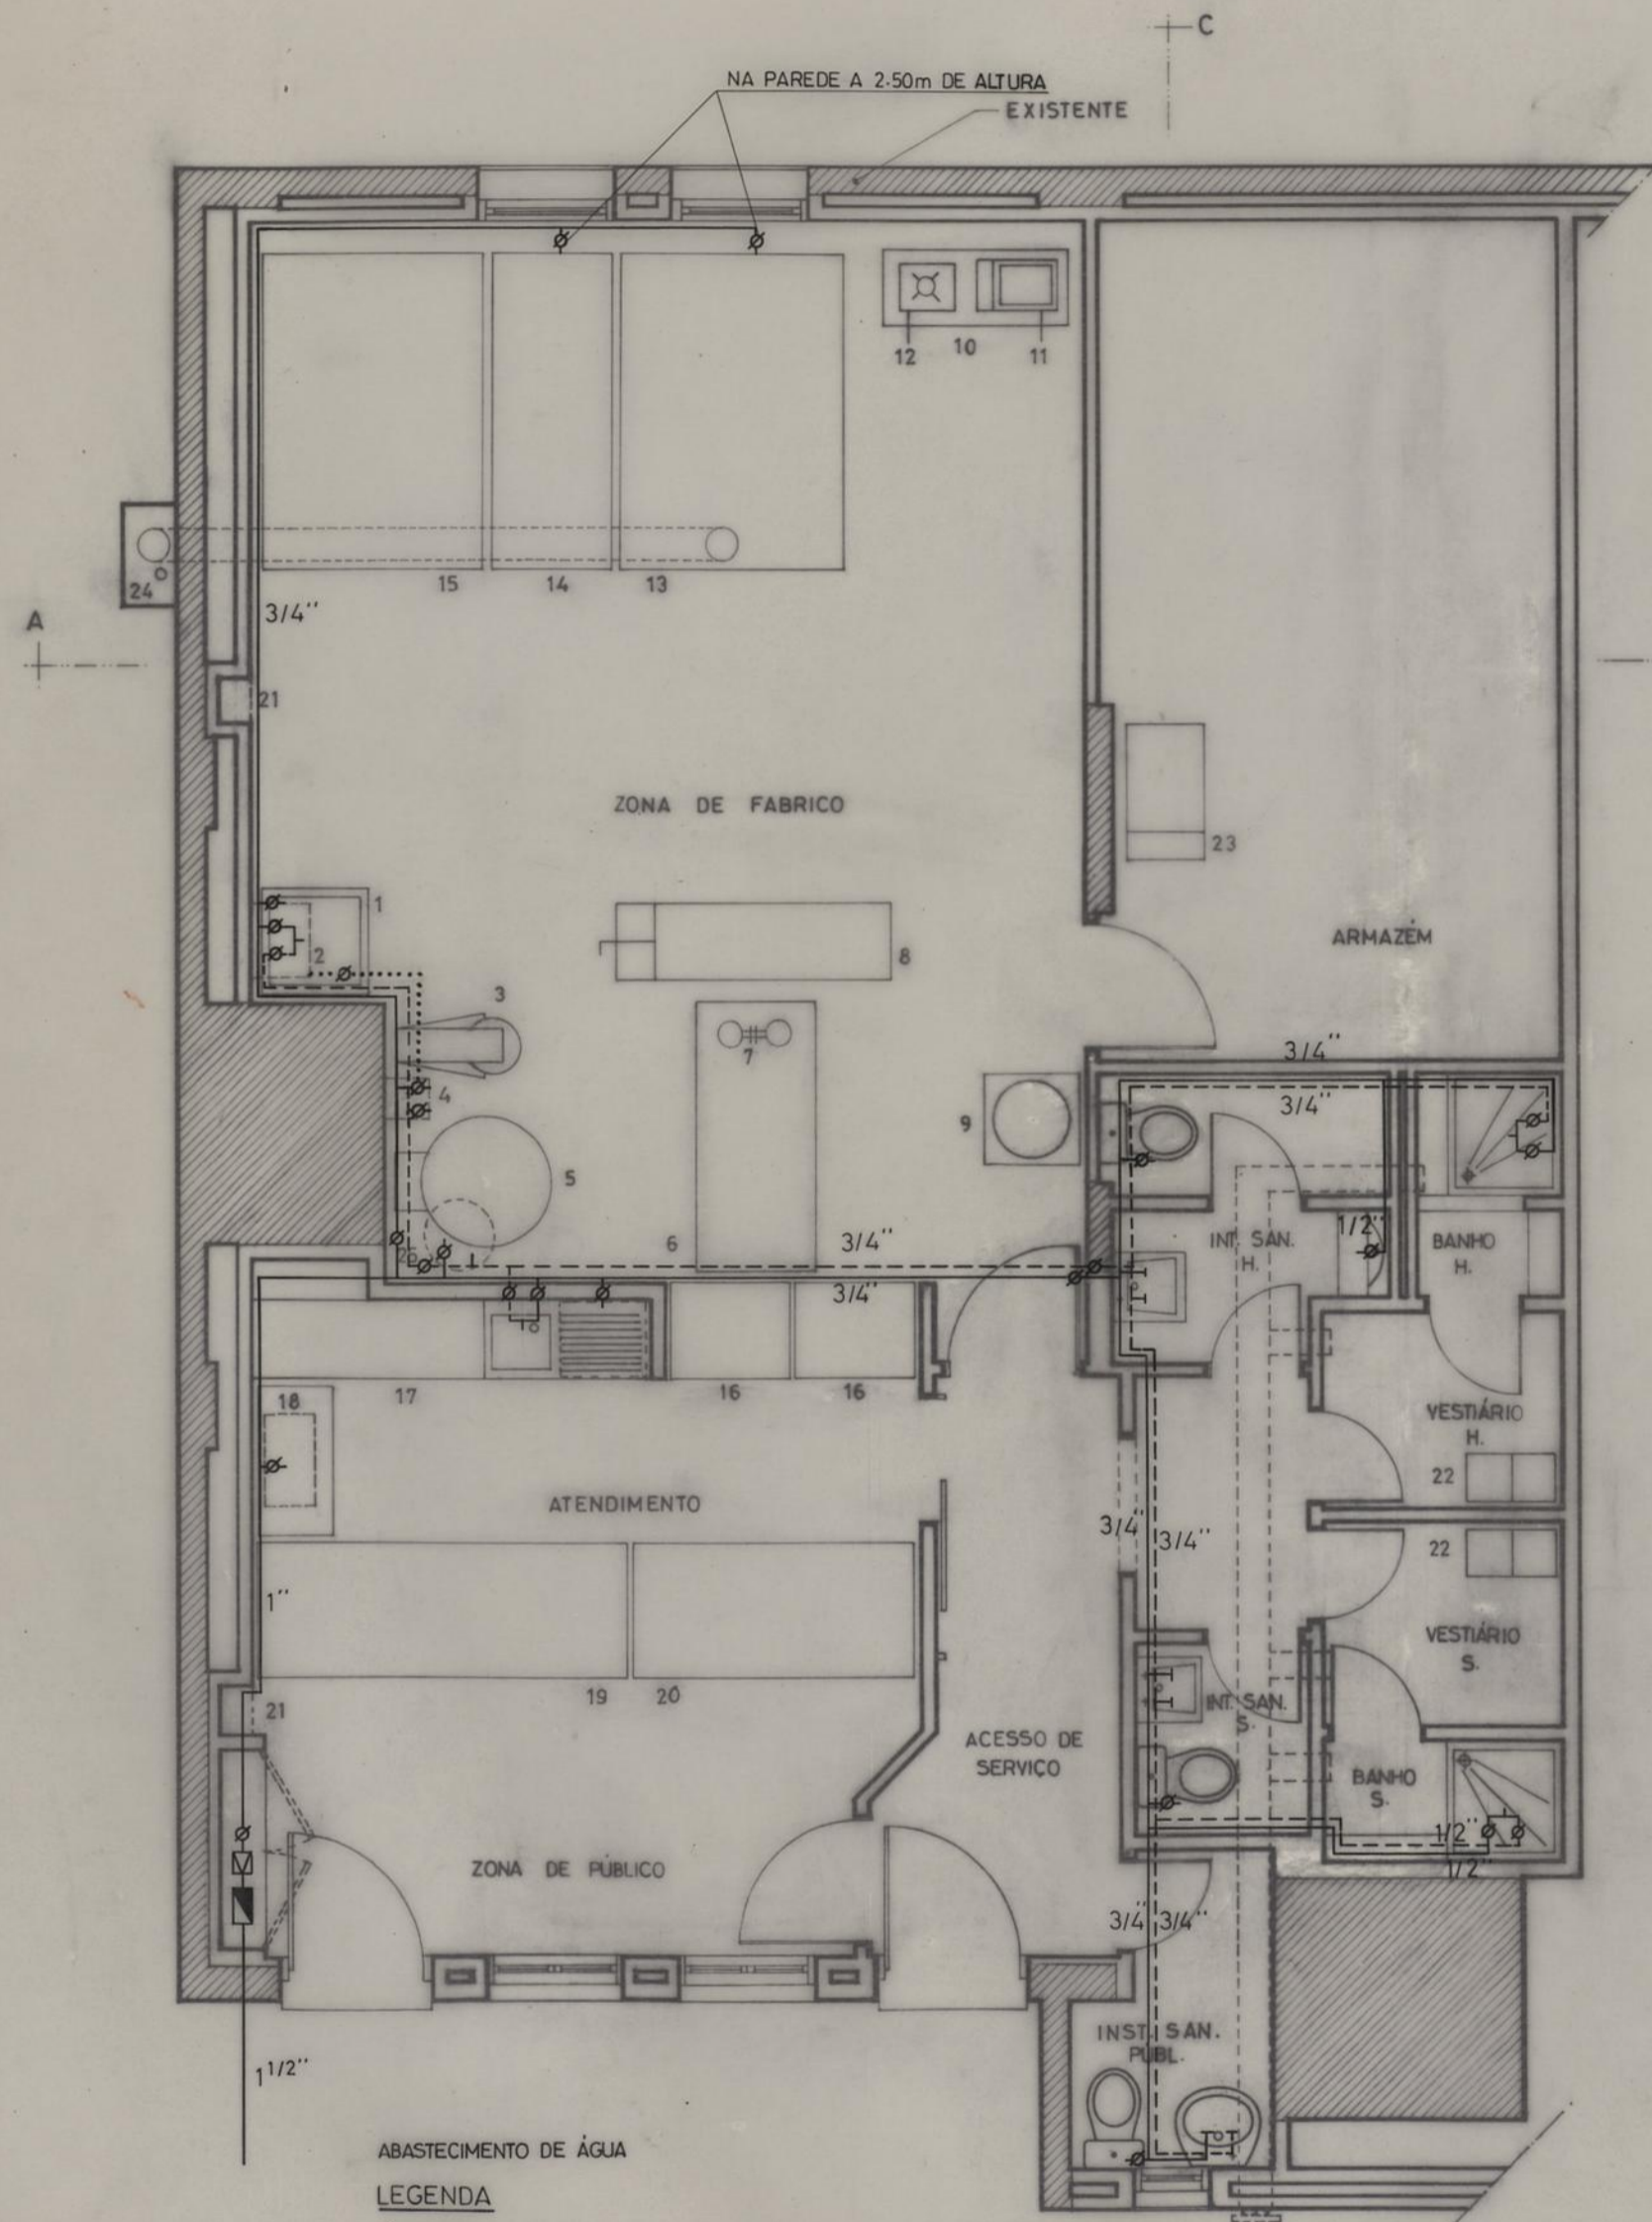 C
NA PAREDE A 2.50m DE ALTURA
EXISTENTE
12
10
11
24
15
14
13
3/4''
A
21
ZONA DE FABRICO
23
1
2
8
ARMAZÉM
3
7
4
3/4''
3/4''
9
5
6
3/4''
3/4''
1/2''
INT. SAN.
H.
BANHO
H.
18
17
16
16
VESTIÁRIO
H.
22
ATENDIMENTO
3/4''
3/4''
22
1''
VESTIÁRIO
S.
19
20
21
INT. SAN.
S.
ACESSO DE
SERVIÇO
BANHO
S.
1/2''
1/2''
ZONA DE PÚBLICO
3/4''
3/4''
INST. SAN.
PUBL.
1 1/2''
ABASTECIMENTO DE ÁGUA
LEGENDA